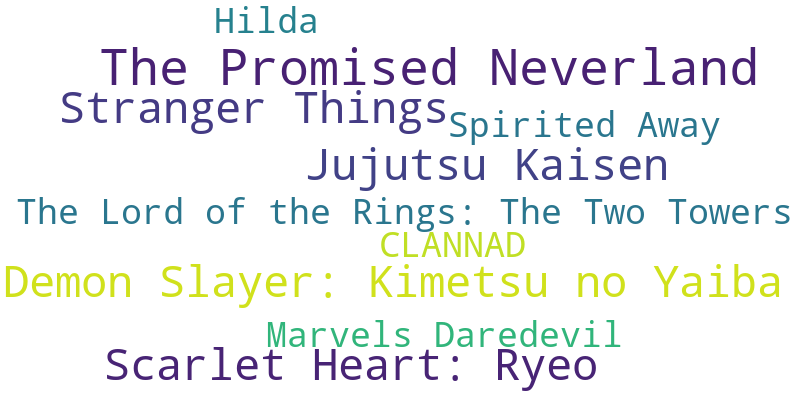 Hilda
The Promised Neverland
Stranger Things
Spirited Away
Jujutsu Kaisen
The Lord of the Rings: The Two Towers
CLANNAD
Demon Slayer: Kimetsu no Yaiba
Marvels Daredevil
Scarlet Heart: Ryeo